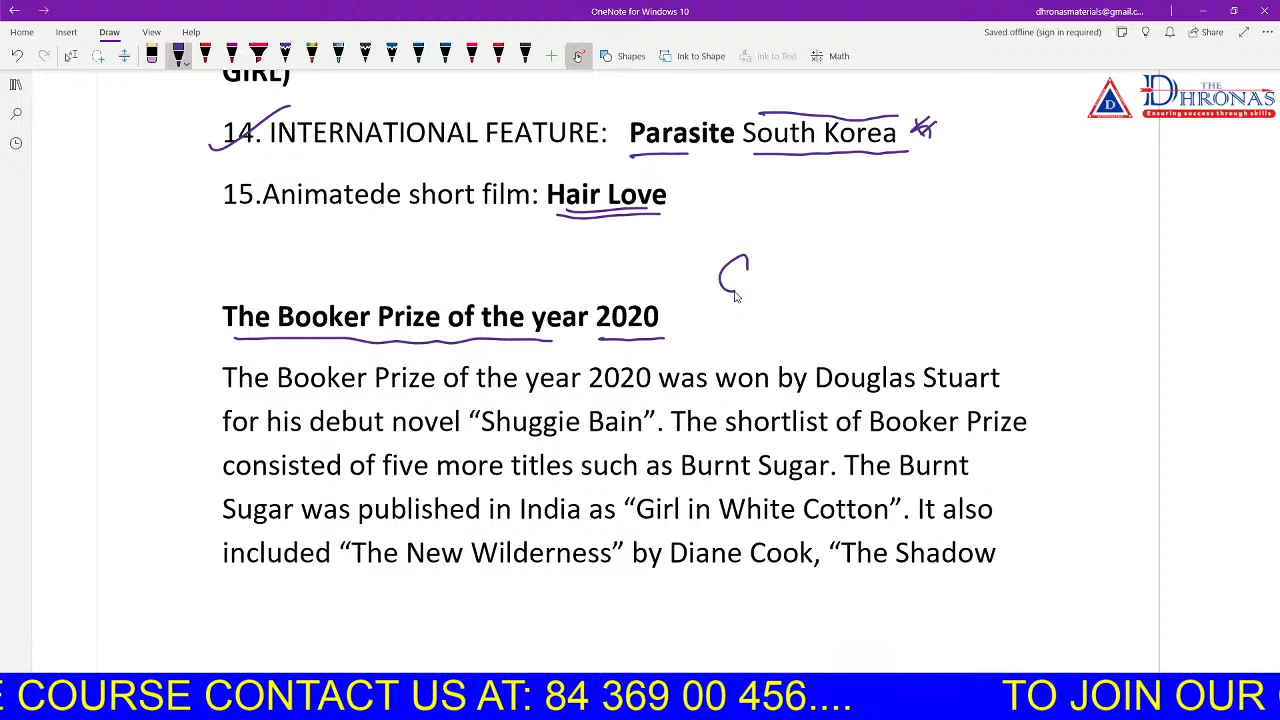 OneNote for Windows 10
dhronasmaterials@gmail.c...
Home Insert Draw View Help
Saved offline (sign in required)
Share
Shapes Ink to Shape Ink to Text Math
GIRL)
THE
DHRONAS
Ensuring success through skills
14. INTERNATIONAL FEATURE: Parasite South Korea
15.Animatede short film: Hair Love
The Booker Prize of the year 2020
The Booker Prize of the year 2020 was won by Douglas Stuart
for his debut novel “Shuggie Bain”. The shortlist of Booker Prize
consisted of five more titles such as Burnt Sugar. The Burnt
Sugar was published in India as “Girl in White Cotton”. It also
included “The New Wilderness” by Diane Cook, “The Shadow
E COURSE CONTACT US AT: 84 369 00 456.... TO JOIN OUR